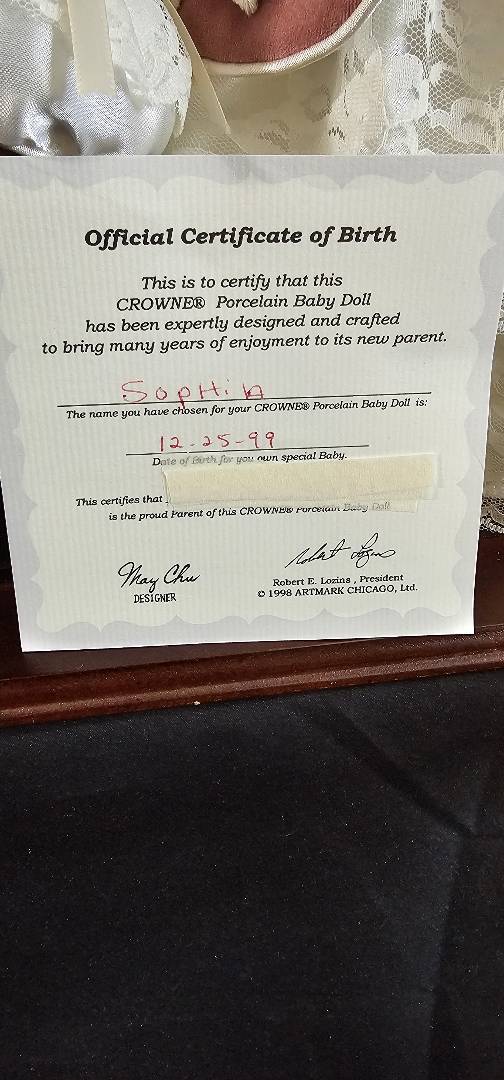 Official Certificate of Birth
This is to certify that this
CROWNE® Porcelain Baby Doll
has been expertly designed and crafted
to bring many years of enjoyment to its new parent.
SopHiA
The name you have chosen for your CROWNE® Porcelain Baby Doll is:
12-25-99
Date of Birth for you own special Baby.
This certifies that
is the proud Parent of this CROWNE® Porcelain Baby Doll
May Chu
Robert Lozins
DESIGNER
Robert E. Lozins , President
© 1998 ARTMARK CHICAGO, Ltd.